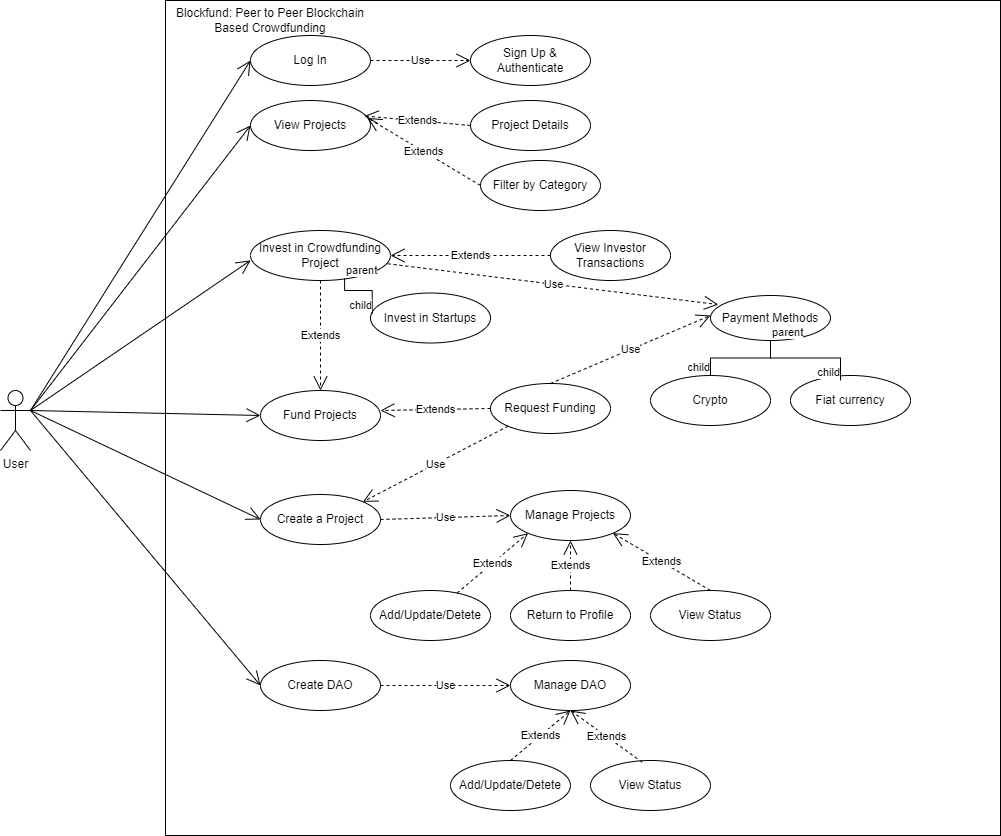 Blockfund: Peer to Peer Blockchain
Based Crowdfunding
Log In
Use
Sign Up &
Authenticate
View Projects
Extends
Project Details
Extends
Filter by Category
Invest in Crowdfunding
Project
parent
Extends
View Investor
Transactions
Use
child
Invest in Startups
Payment Methods
parent
Extends
Use
child
child
Crypto
Fiat currency
Fund Projects
Extends
Request Funding
User
Use
Create a Project
Use
Manage Projects
Extends
Extends
Extends
Add/Update/Detete
Return to Profile
View Status
Create DAO
Use
Manage DAO
Extends
Extends
Add/Update/Detete
View Status